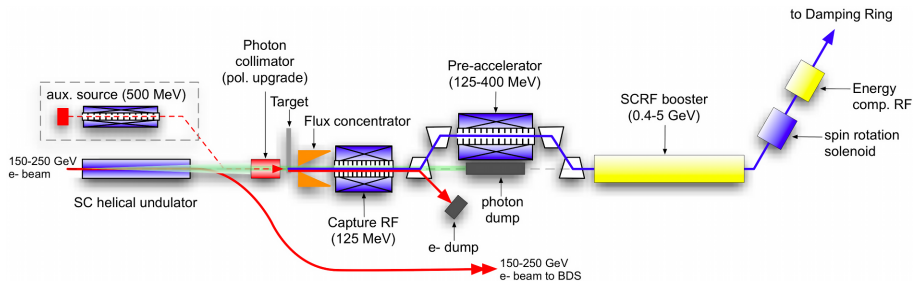 to Damping Ring
Photon
collimator
(pol. upgrade)
Pre-accelerator
(125-400 MeV)
aux. source (500 MeV)
Target
SCRF booster
(0.4-5 GeV)
Energy
comp. RF
Flux concentrator
spin rotation
solenoid
150-250 GeV
e- beam
SC helical undulator
photon
dump
Capture RF
(125 MeV)
e- dump
150-250 GeV
e- beam to BDS